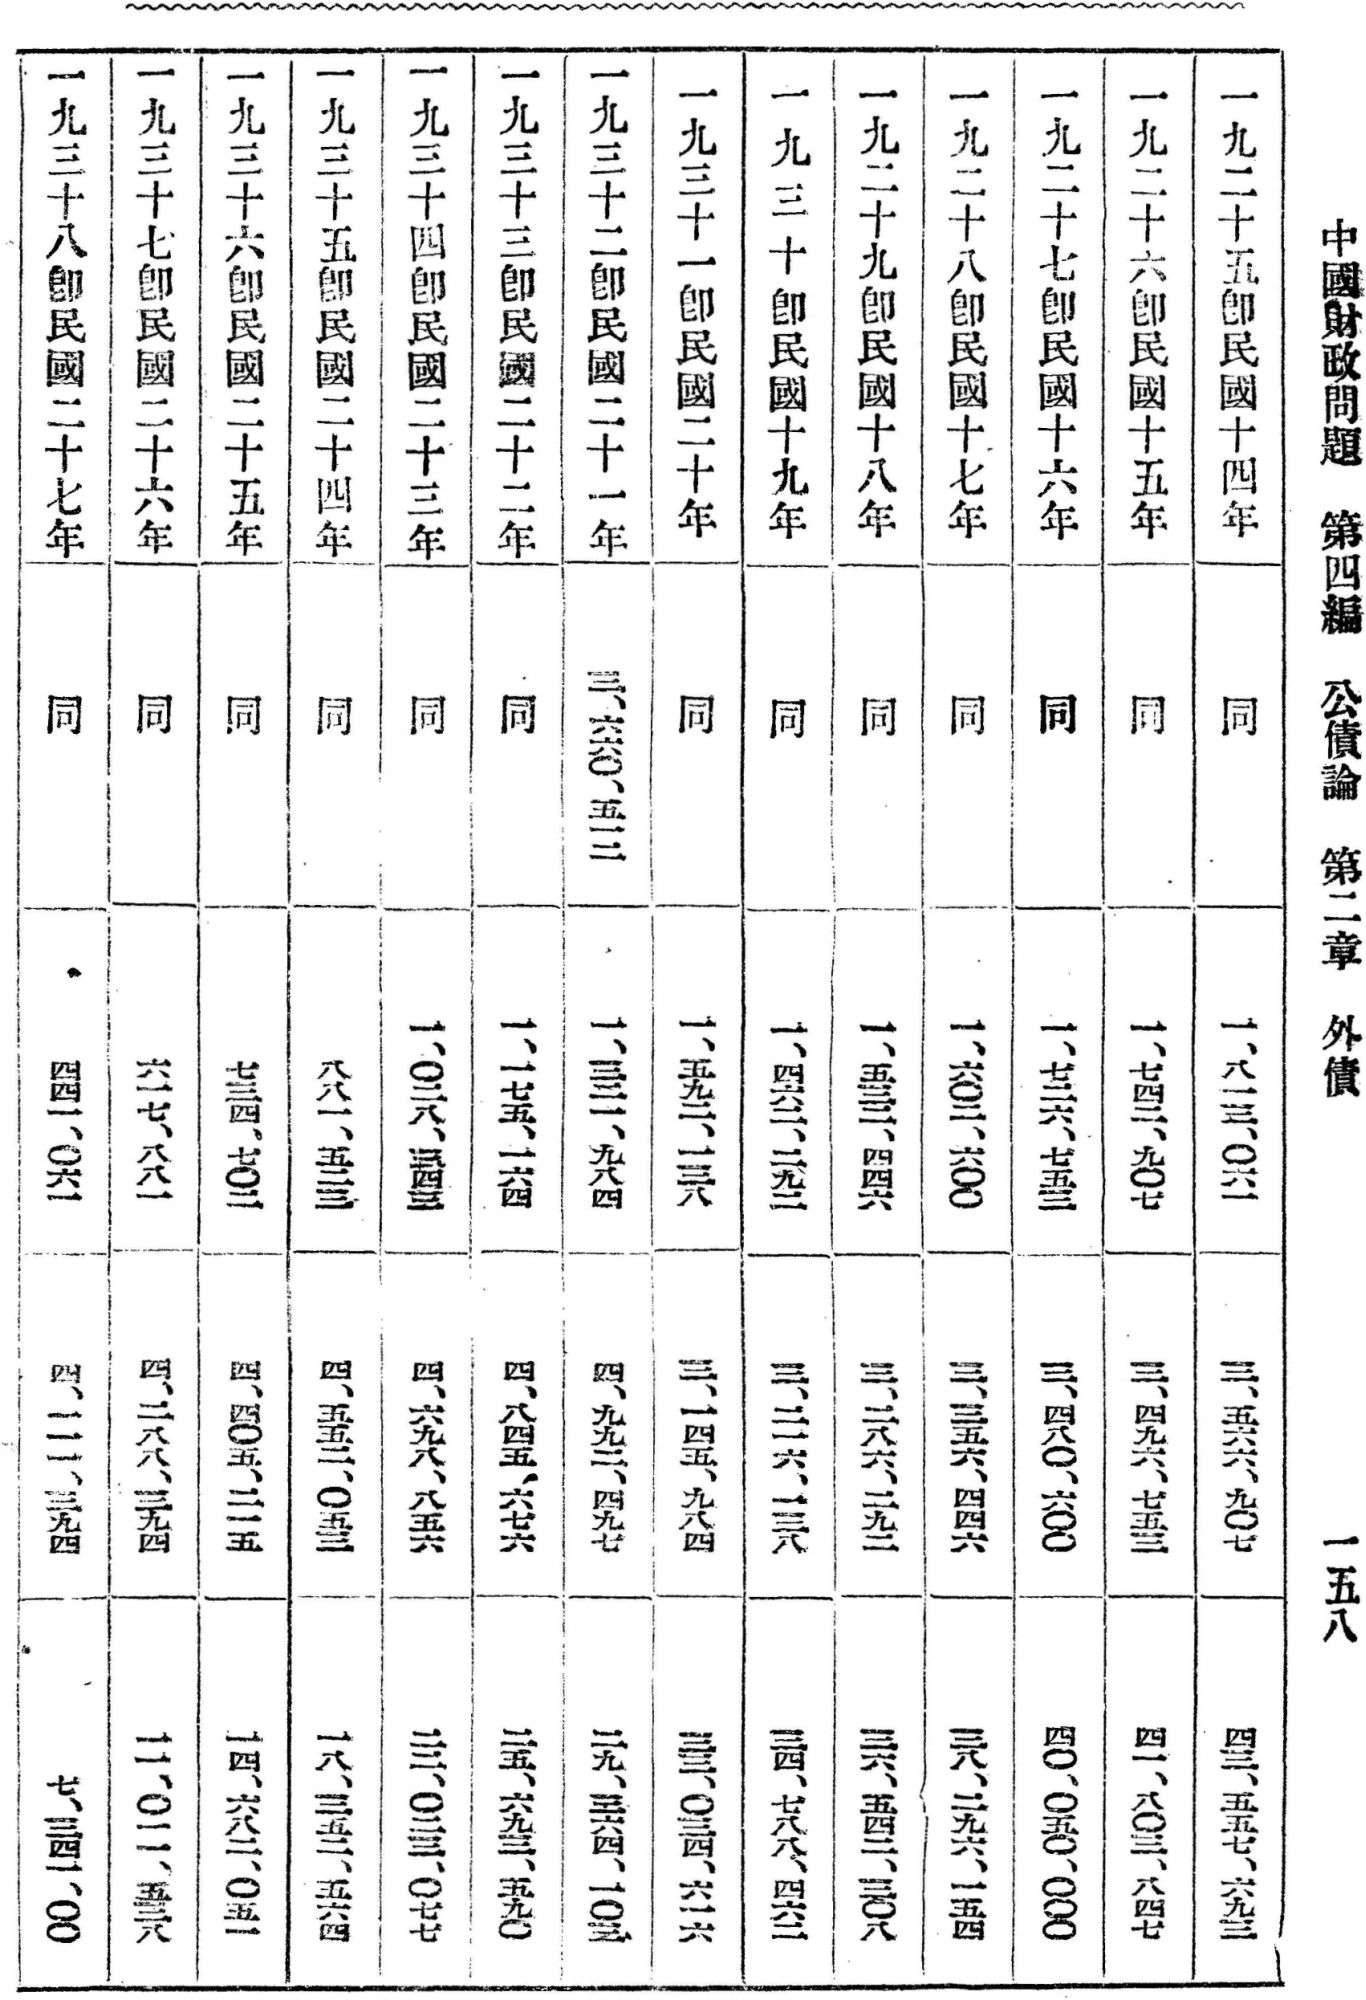 中國財政問題 第四編 公債論 第二章 外債 一五八
一九二十五卽民國十四年 同 一、八一三、〇六一 三、五六六、九〇七 四三、五五七、六九三
一九二十六卽民國十五年 同 一、七四二、九〇七 三、四九六、七五三 四一、八〇三、八四七
一九二十七卽民國十六年 同 一、七二六、七五三 三、四八〇、六〇〇 四〇、〇五〇、〇〇〇
一九二十八卽民國十七年 同 一、六〇二、六〇〇 三、三五六、四四六 三八、二九六、一五四
一九二十九卽民國十八年 同 一、五三二、四四六 三、二八六、二九二 三六、五四二、三〇八
一九三十卽民國十九年 同 一、四六二、二九二 三、二一六、一三八 三四、七八八、四六二
一九三十一卽民國二十年 同 一、五九二、一三八 三、一四五、九八四 三三、〇三四、六一六
一九三十二卽民國二十一年 三、六六〇、五一二 一、三三一、九八四 四、九九二、四九七 二九、三六四、一〇三
一九三十三卽民國二十二年 同 一、一七五、一六四 四、八四五、六七六 二五、六九三、五九〇
一九三十四卽民國二十三年 同 一、〇二八、三四三 四、六九八、八五六 二二、〇二三、〇七七
一九三十五卽民國二十四年 同 八八一、五二三 四、五五二、〇五三 一八、三五二、五六四
一九三十六卽民國二十五年 同 七三四、七〇二 四、四〇五、二一五 一四、六八二、〇五一
一九三十七卽民國二十六年 同 六一七、八八一 四、二八八、三九四 一一、〇一一、五三八
一九三十八卽民國二十七年 同 四四一、〇六一 四、一一一、三九四 七、三四一、〇〇